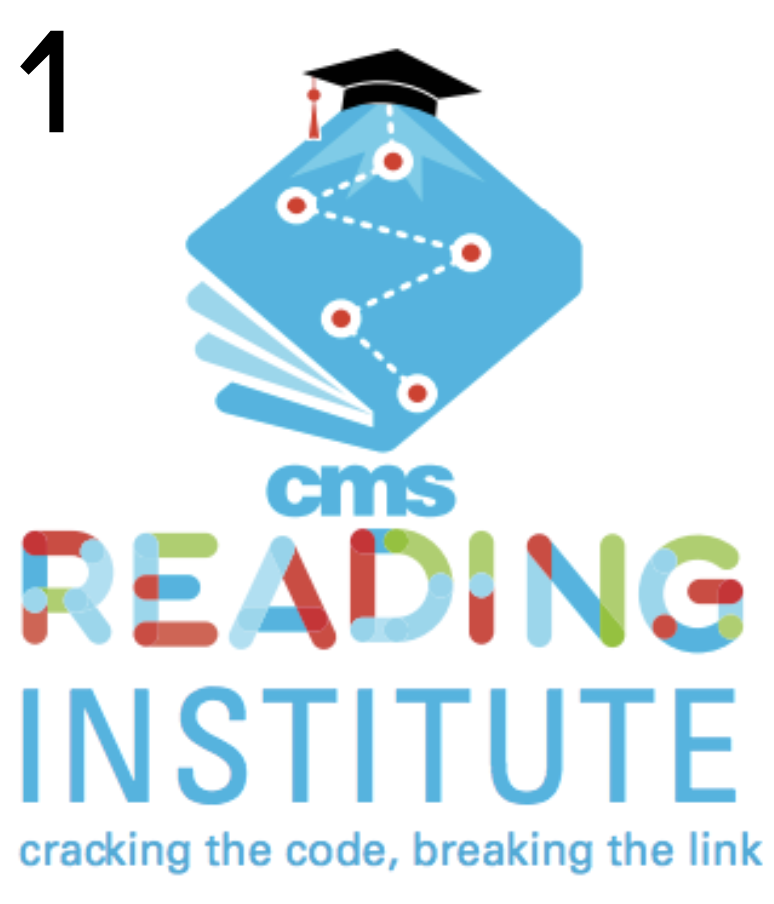 1
cms
READING
INSTITUTE
cracking the code, breaking the link